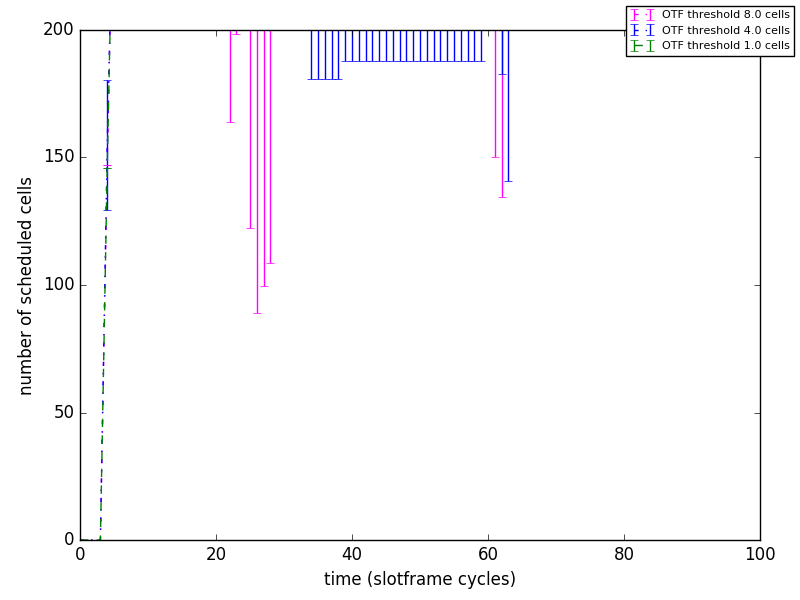 OTF threshold 8.0 cells
OTF threshold 4.0 cells
OTF threshold 1.0 cells
200
150
100
50
0
number of scheduled cells
0 20 40 60 80 100
time (slotframe cycles)